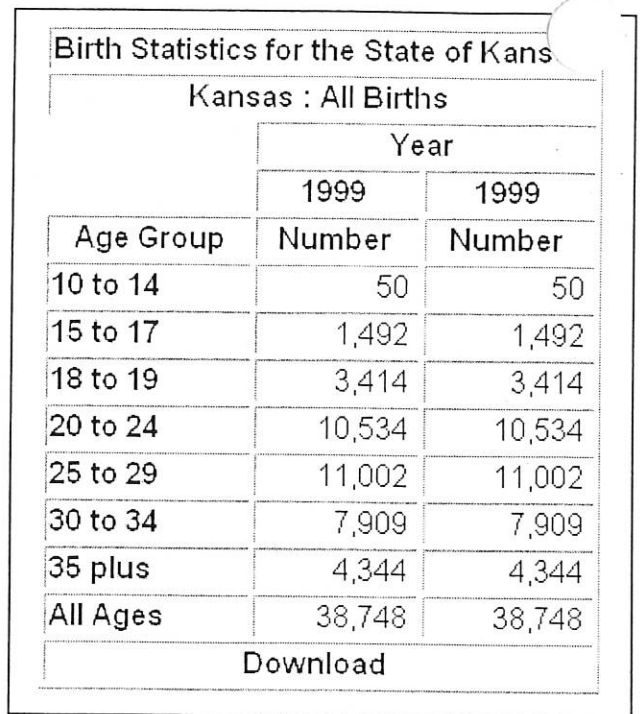 Birth Statistics for the State of Kans
Kansas : All Births
Year
1999 1999
Age Group Number Number
10 to 14 50 50
15 to 17 1,492 1,492
18 to 19 3,414 3,414
20 to 24 10,534 10,534
25 to 29 11,002 11,002
30 to 34 7,909 7,909
35 plus 4,344 4,344
All Ages 38,748 38,748
Download